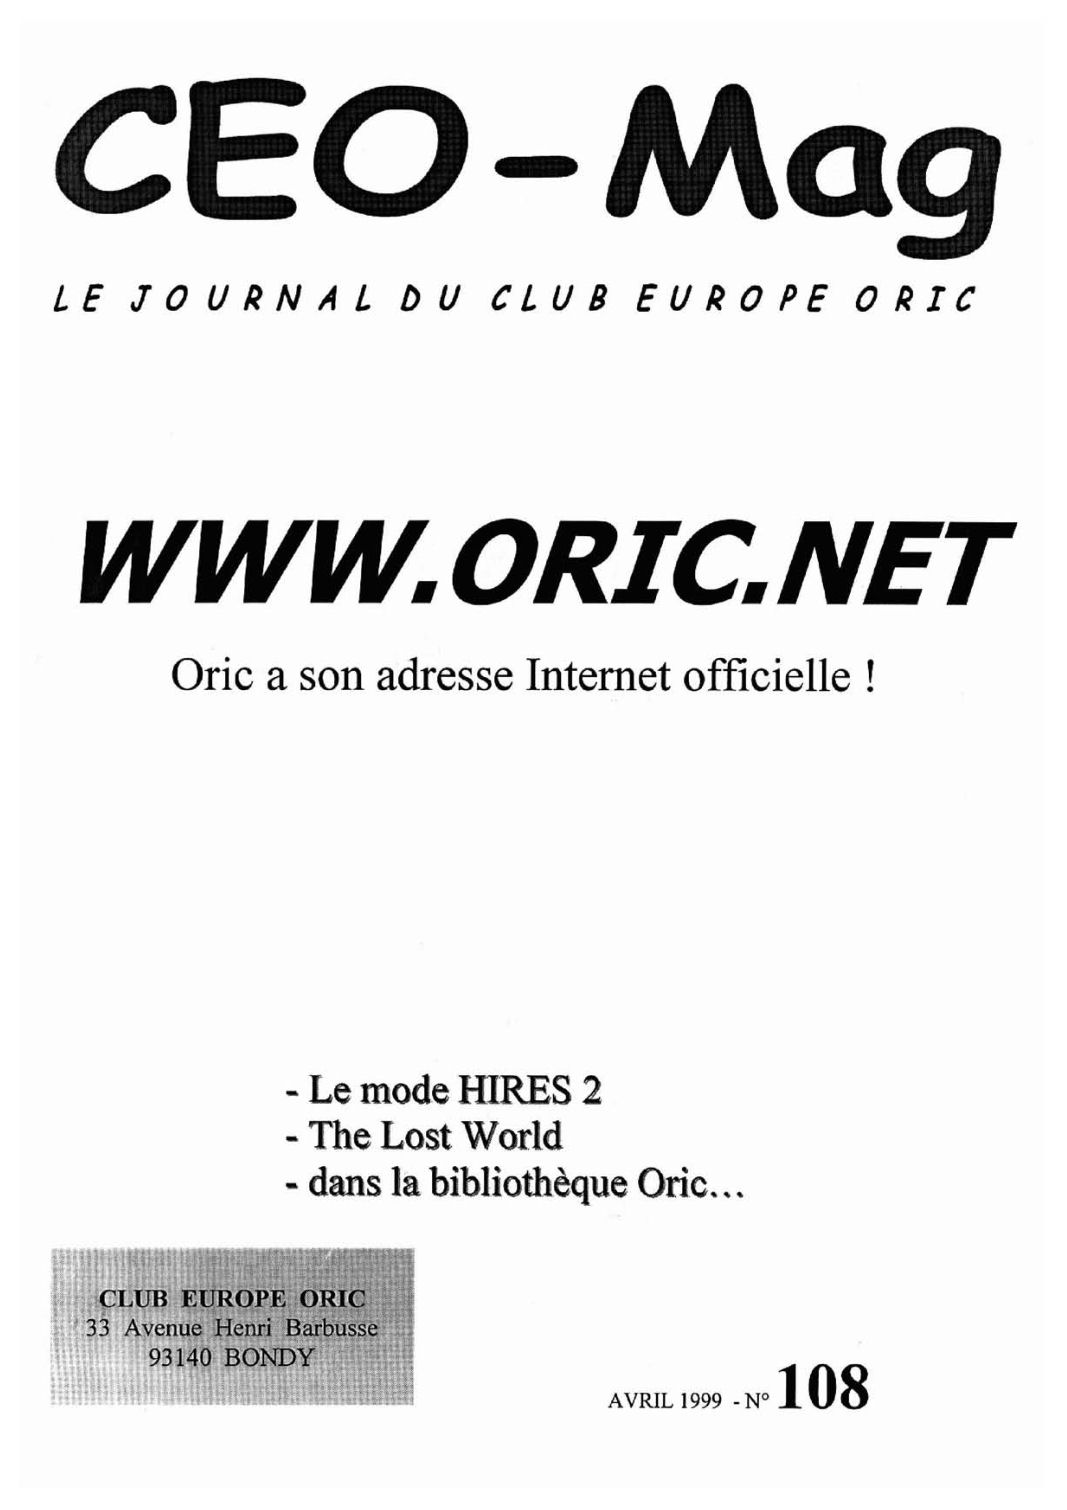 CEO-Mag
LE JOURNAL DU CLUB EUROPE ORIC
WWW.ORIC.NET
Oric a son adresse Internet officielle !
- Le mode HIRES 2
- The Lost World
- dans la bibliothèque Oric...
CLUB EUROPE ORIC
33 Avenue Henri Barbusse
93140 BONDY
AVRIL 1999 - N° 108